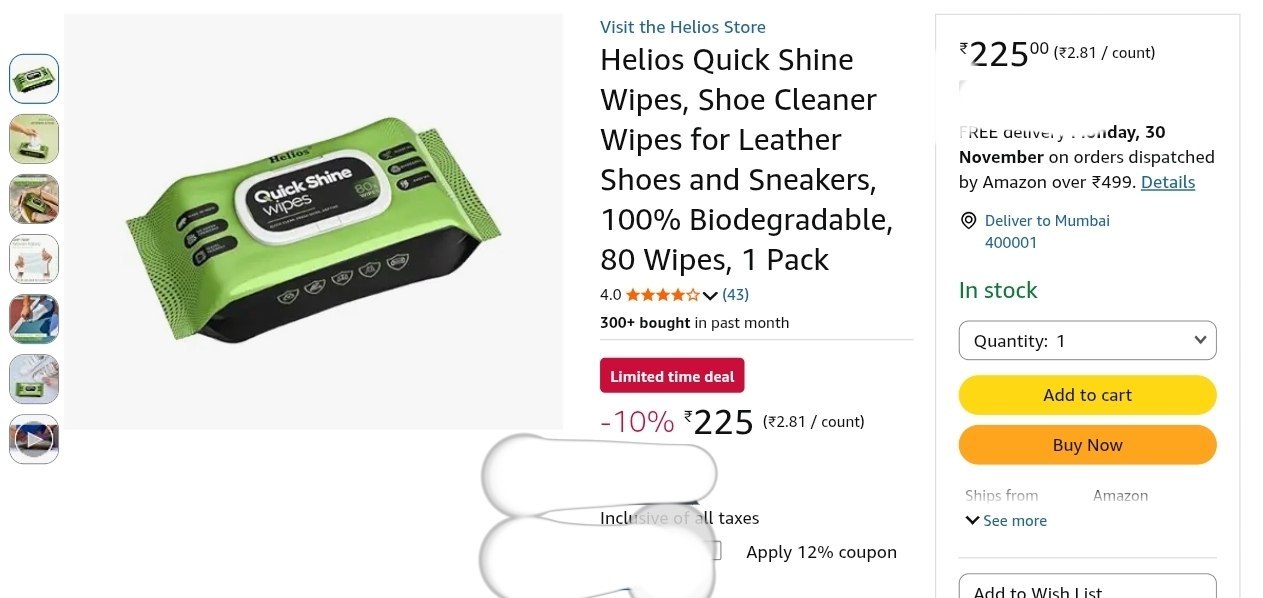 Visit the Helios Store
Helios Quick Shine
Wipes, Shoe Cleaner
Wipes for Leather
Shoes and Sneakers,
100% Biodegradable,
80 Wipes, 1 Pack
4.0 (43)
300+ bought in past month
Limited time deal
-10% ₹225 (₹2.81 / count)
Inclusive of all taxes
Apply 12% coupon
Helios
Quick Shine
wipes
80
WIPES
₹22500 (₹2.81 / count)
FREE delivery Monday, 30
November on orders dispatched
by Amazon over ₹499. Details
Deliver to Mumbai
400001
In stock
Quantity: 1
Add to cart
Buy Now
Ships from Amazon
See more
Add to Wish List